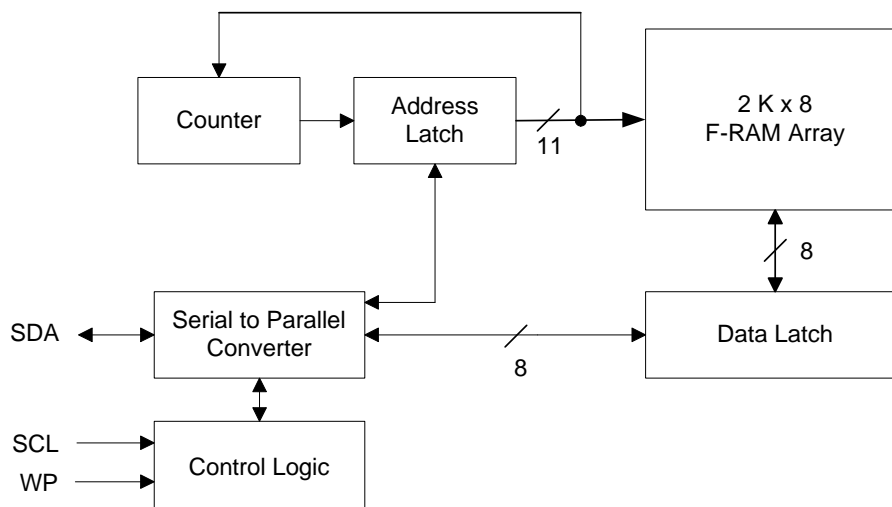 Counter
Address
Latch
11
2 K x 8
F-RAM Array
8
SDA
Serial to Parallel
Converter
8
Data Latch
SCL
WP
Control Logic